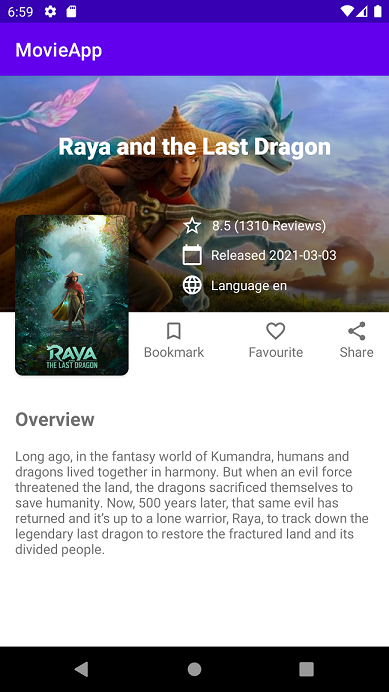 6:59
MovieApp
Raya and the Last Dragon
8.5 (1310 Reviews)
Released 2021-03-03
Language en
RAYA
THE LAST DRAGON
Bookmark
Favourite
Share
Overview
Long ago, in the fantasy world of Kumandra, humans and
dragons lived together in harmony. But when an evil force
threatened the land, the dragons sacrificed themselves to
save humanity. Now, 500 years later, that same evil has
returned and it’s up to a lone warrior, Raya, to track down the
legendary last dragon to restore the fractured land and its
divided people.